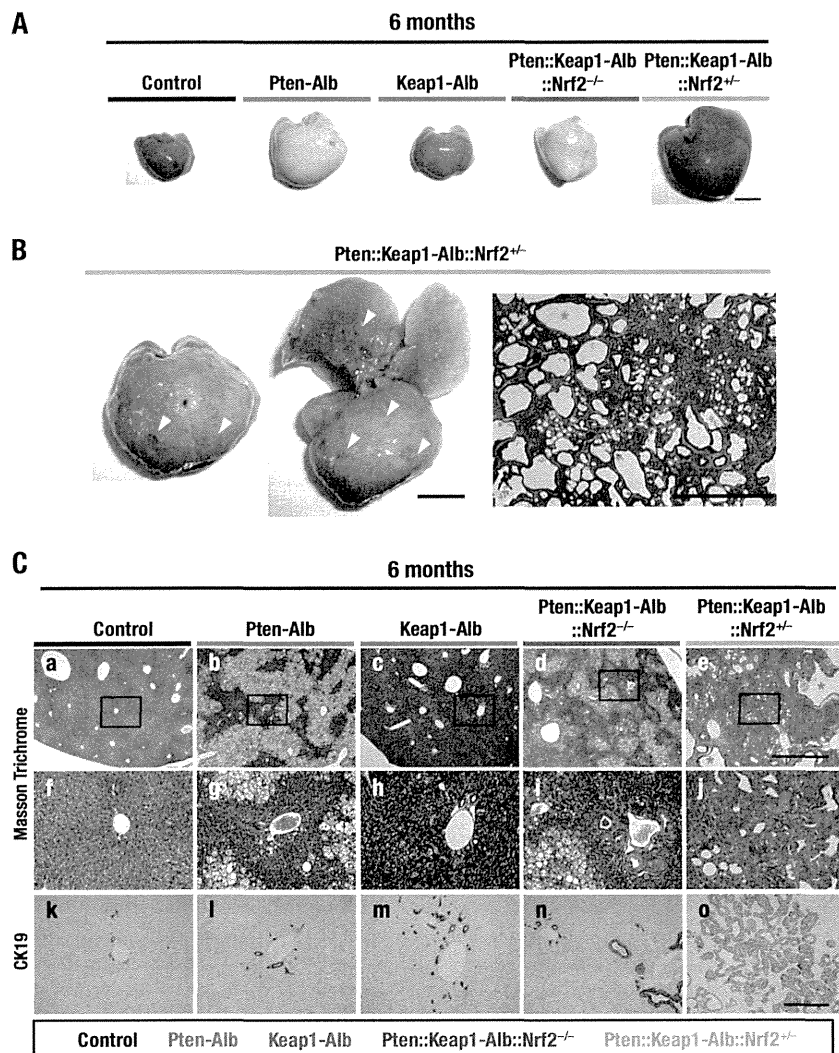 A
6 months
Control Pten-Alb Keap1-Alb Pten::Keap1-Alb ::Nrf2–/– Pten::Keap1-Alb ::Nrf2+/–
B
Pten::Keap1-Alb::Nrf2+/–
*
C
6 months
Control Pten-Alb Keap1-Alb Pten::Keap1-Alb ::Nrf2–/– Pten::Keap1-Alb ::Nrf2+/–
Masson Trichrome
a b c d e
f g h i j
CK19
k l m n o
Control Pten-Alb Keap1-Alb Pten::Keap1-Alb::Nrf2–/– Pten::Keap1-Alb::Nrf2+/–